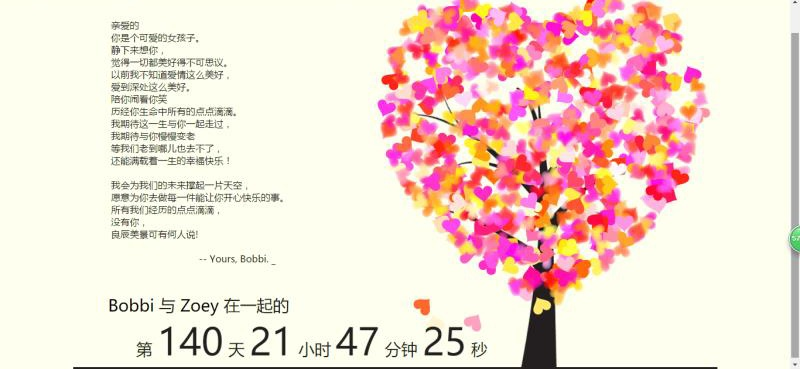 亲爱的
你是个可爱的女孩子。
静下来想你，
觉得一切都美好得不可思议。
以前我不知道爱情这么美好，
爱到深处这么美好。
陪你闹看你笑
历经你生命中所有的点点滴滴。
我期待这一生与你一起走过，
我期待与你慢慢变老
等我们老到哪儿也去不了，
还能满载着一生的幸福快乐！
我会为我们的未来撑起一片天空，
愿意为你去做每一件能让你开心快乐的事。
所有我们经历的点点滴滴，
没有你，
良辰美景可有何人说!
-- Yours, Bobbi. _
Bobbi 与 Zoey 在一起的
第 140 天 21 小时 47 分钟 25 秒
57